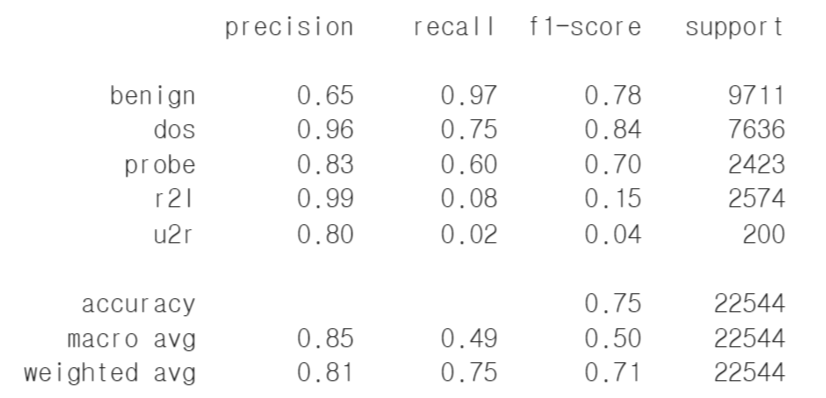 precision recall f1-score support
benign 0.65 0.97 0.78 9711
dos 0.96 0.75 0.84 7636
probe 0.83 0.60 0.70 2423
r2l 0.99 0.08 0.15 2574
u2r 0.80 0.02 0.04 200
accuracy 0.75 22544
macro avg 0.85 0.49 0.50 22544
weighted avg 0.81 0.75 0.71 22544